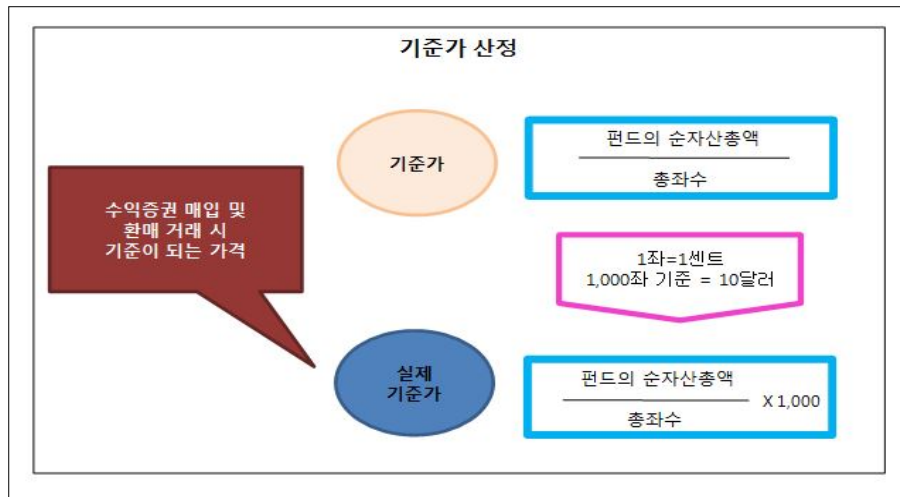 기준가 산정
기준가
펀드의 순자산총액
총좌수
수익증권 매입 및
환매 거래 시
기준이 되는 가격
1좌=1센트
1,000좌 기준 = 10달러
실제
기준가
펀드의 순자산총액
X 1,000
총좌수